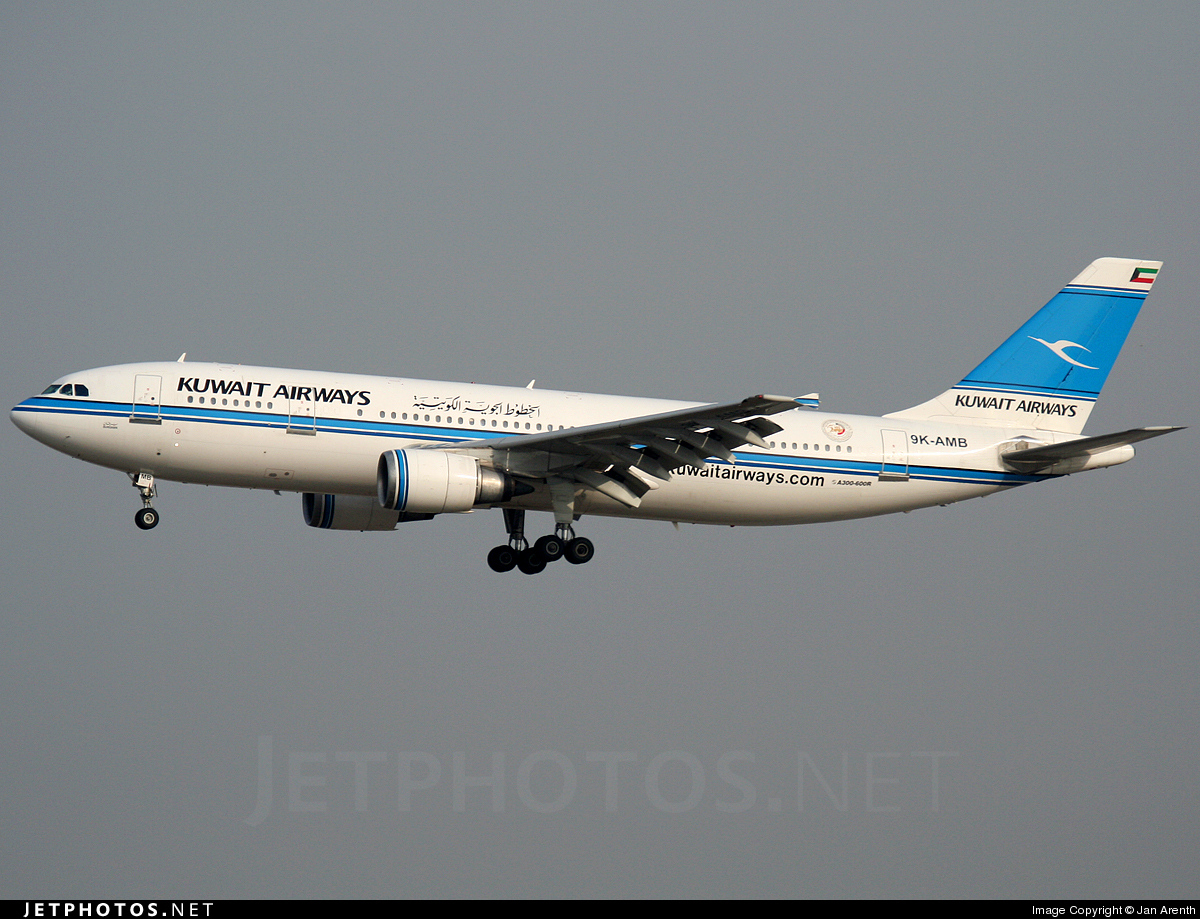 KUWAIT AIRWAYS
الخطوط الجوية الكويتية
KUWAIT AIRWAYS
9K-AMB
kuwaitairways.com
A300-600R
MB
JETPHOTOS.NET
JETPHOTOS.NET
Image Copyright © Jan Arenth